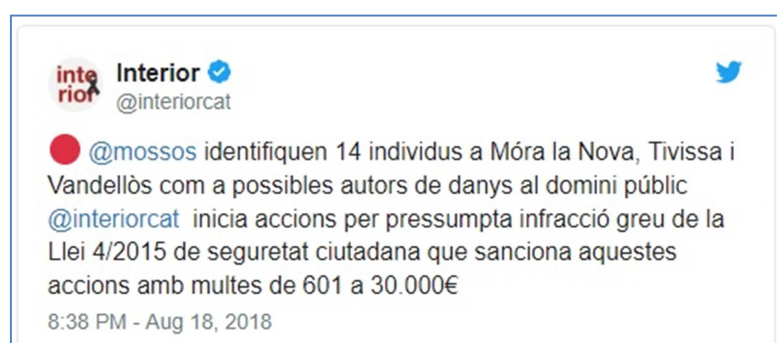 inte
rior
Interior
@interiorcat
@mossos identifiquen 14 individus a Móra la Nova, Tivissa i
Vandellòs com a possibles autors de danys al domini públic
@interiorcat inicia accions per pressumpta infracció greu de la
Llei 4/2015 de seguretat ciutadana que sanciona aquestes
accions amb multes de 601 a 30.000€
8:38 PM - Aug 18, 2018